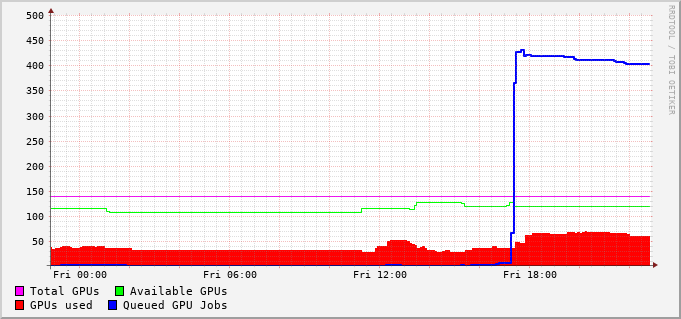 500
450
400
350
300
250
200
150
100
50
Fri 00:00 Fri 06:00 Fri 12:00 Fri 18:00
Total GPUs Available GPUs
GPUs used Queued GPU Jobs
RRDTOOL / TOBI OETIKER